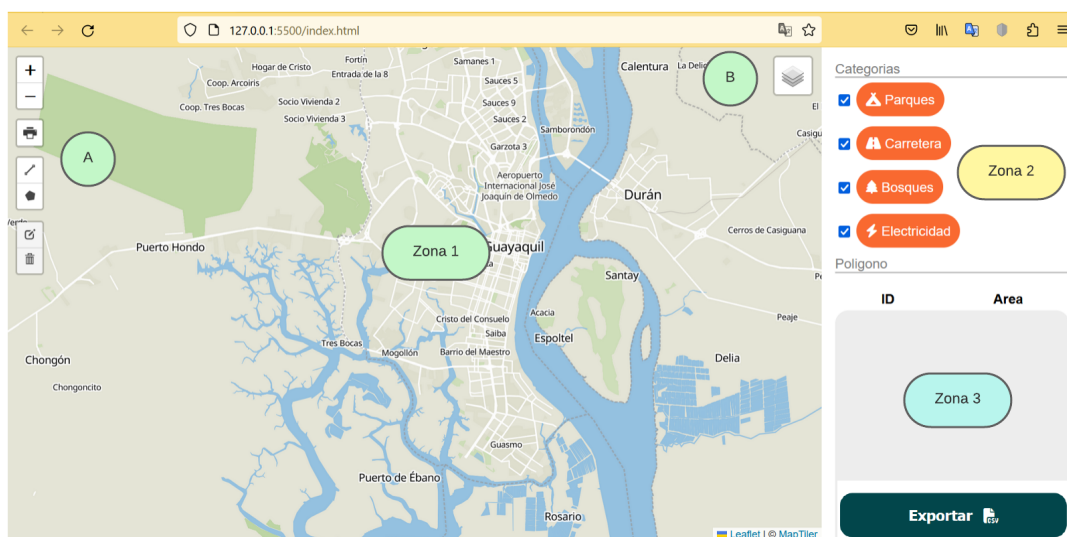 127.0.0.1:5500/index.html
Hogar de Cristo
Fortín
Samanes 1
Entrada de la 8
Calentura
Coop. Arcoiris
Sauces 5
B
Coop. Tres Bocas
Socio Vivienda 2
Sauces 9
El
Socio Vivienda 3
Sauces 2
Samborondón
A
Garzota 3
Aeropuerto
Internacional José
Joaquín de Olmedo
Durán
Zona 1
Guayaquil
Cerros de Casiguana
Puerto Hondo
Santay
Cristo del Consuelo
Acacia
Peaje
Saiba
Tres Bocas
Espoltel
Mogollón
Barrio del Maestro
Chongón
Delia
Chongoncito
Guasmo
Puerto de Ébano
Rosario
Leaflet | © MapTiler
Categorias
Parques
Carretera
Zona 2
Bosques
Electricidad
Poligono
ID Area
Zona 3
Exportar CSV